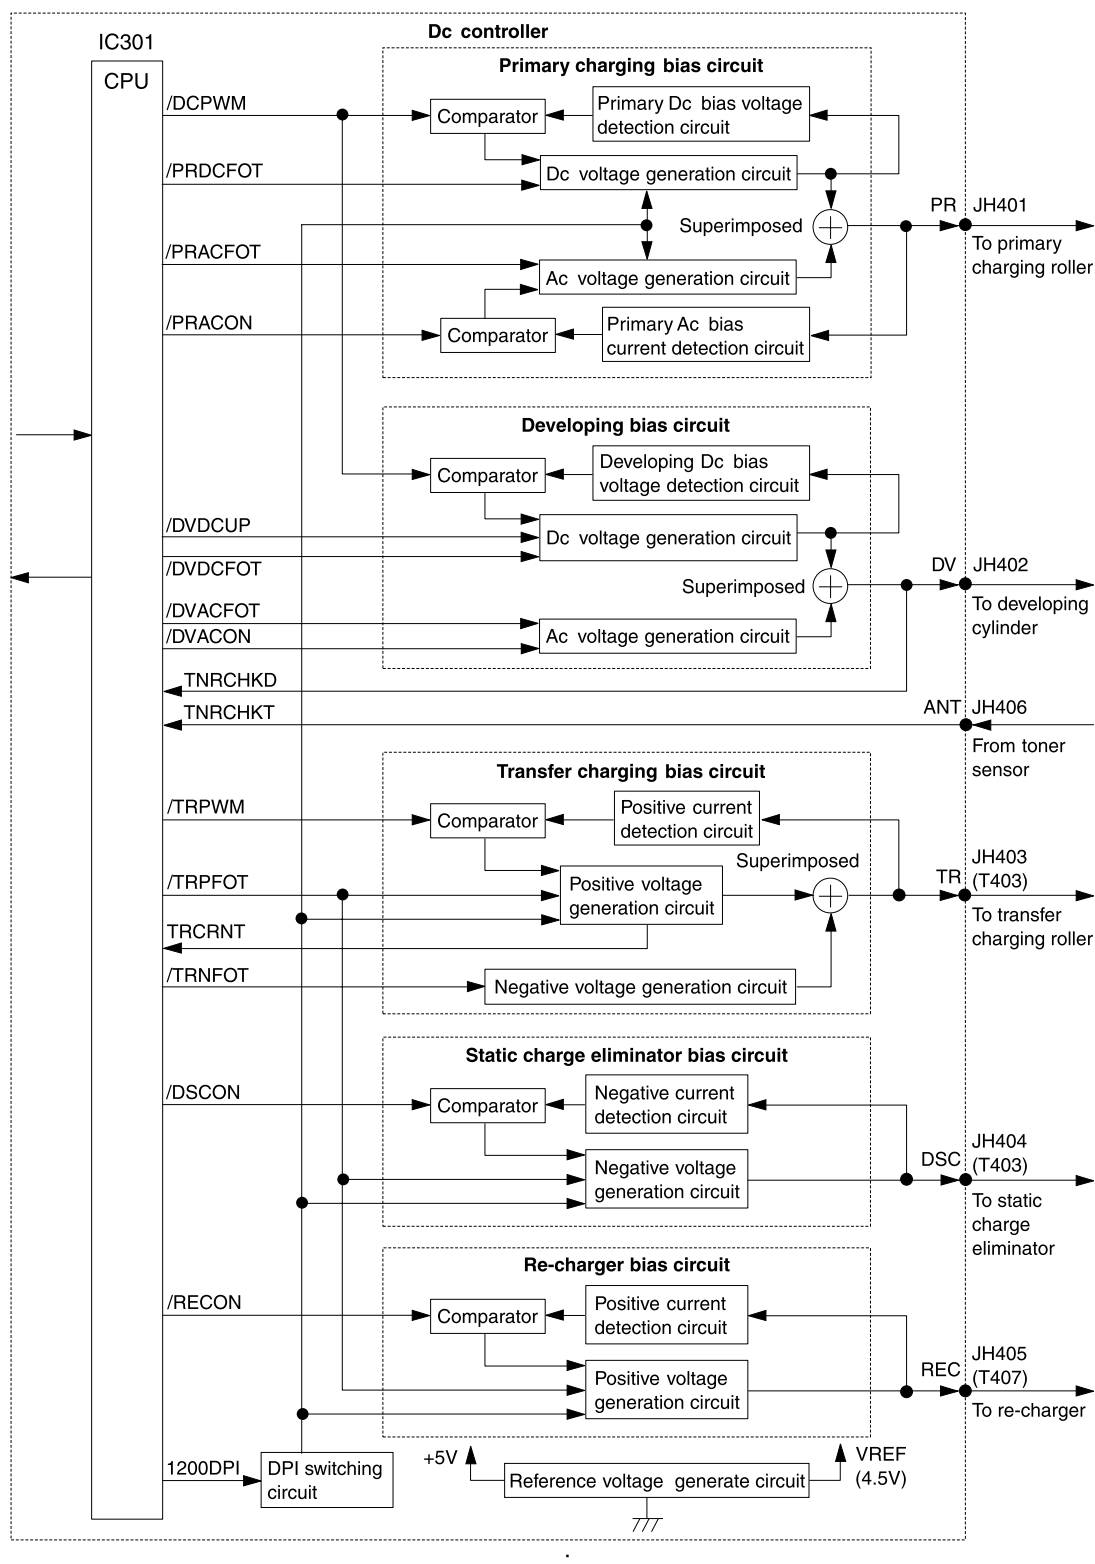 Dc controller
IC301
CPU
Primary charging bias circuit
/DCPWM
Comparator
Primary Dc bias voltage
detection circuit
/PRDCFOT
Dc voltage generation circuit
Superimposed
PR
JH401
To primary
charging roller
/PRACFOT
Ac voltage generation circuit
/PRACON
Comparator
Primary Ac bias
current detection circuit
Developing bias circuit
Comparator
Developing Dc bias
voltage detection circuit
/DVDCUP
Dc voltage generation circuit
/DVDCFOT
Superimposed
DV
JH402
To developing
cylinder
/DVACFOT
/DVACON
Ac voltage generation circuit
TNRCHKD
TNRCHKT
ANT
JH406
From toner
sensor
Transfer charging bias circuit
/TRPWM
Comparator
Positive current
detection circuit
Superimposed
/TRPFOT
Positive voltage
generation circuit
TR
JH403
(T403)
To transfer
charging roller
TRCRNT
/TRNFOT
Negative voltage generation circuit
Static charge eliminator bias circuit
/DSCON
Comparator
Negative current
detection circuit
Negative voltage
generation circuit
DSC
JH404
(T403)
To static
charge
eliminator
Re-charger bias circuit
/RECON
Comparator
Positive current
detection circuit
Positive voltage
generation circuit
REC
JH405
(T407)
To re-charger
1200DPI
DPI switching
circuit
+5V
Reference voltage generate circuit
VREF
(4.5V)